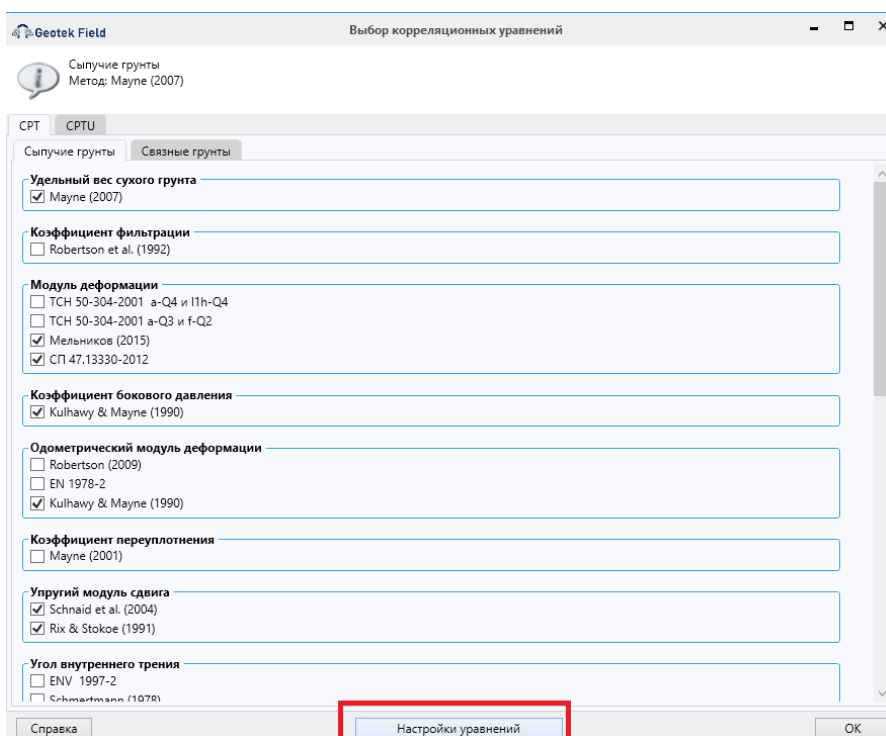 Geotek Field
Выбор корреляционных уравнений
Сыпучие грунты
Метод: Mayne (2007)
CPT
CPTU
Сыпучие грунты
Связные грунты
Удельный вес сухого грунта
Mayne (2007)
Коэффициент фильтрации
Robertson et al. (1992)
Модуль деформации
ТСН 50-304-2001 a-Q4 и l1h-Q4
ТСН 50-304-2001 a-Q3 и f-Q2
Мельников (2015)
СП 47.13330-2012
Коэффициент бокового давления
Kulhawy & Mayne (1990)
Одометрический модуль деформации
Robertson (2009)
EN 1978-2
Kulhawy & Mayne (1990)
Коэффициент переуплотнения
Mayne (2001)
Упругий модуль сдвига
Schnaid et al. (2004)
Rix & Stokoe (1991)
Угол внутреннего трения
ENV 1997-2
Schmertmann (1978)
Справка
Настройки уравнений
OK